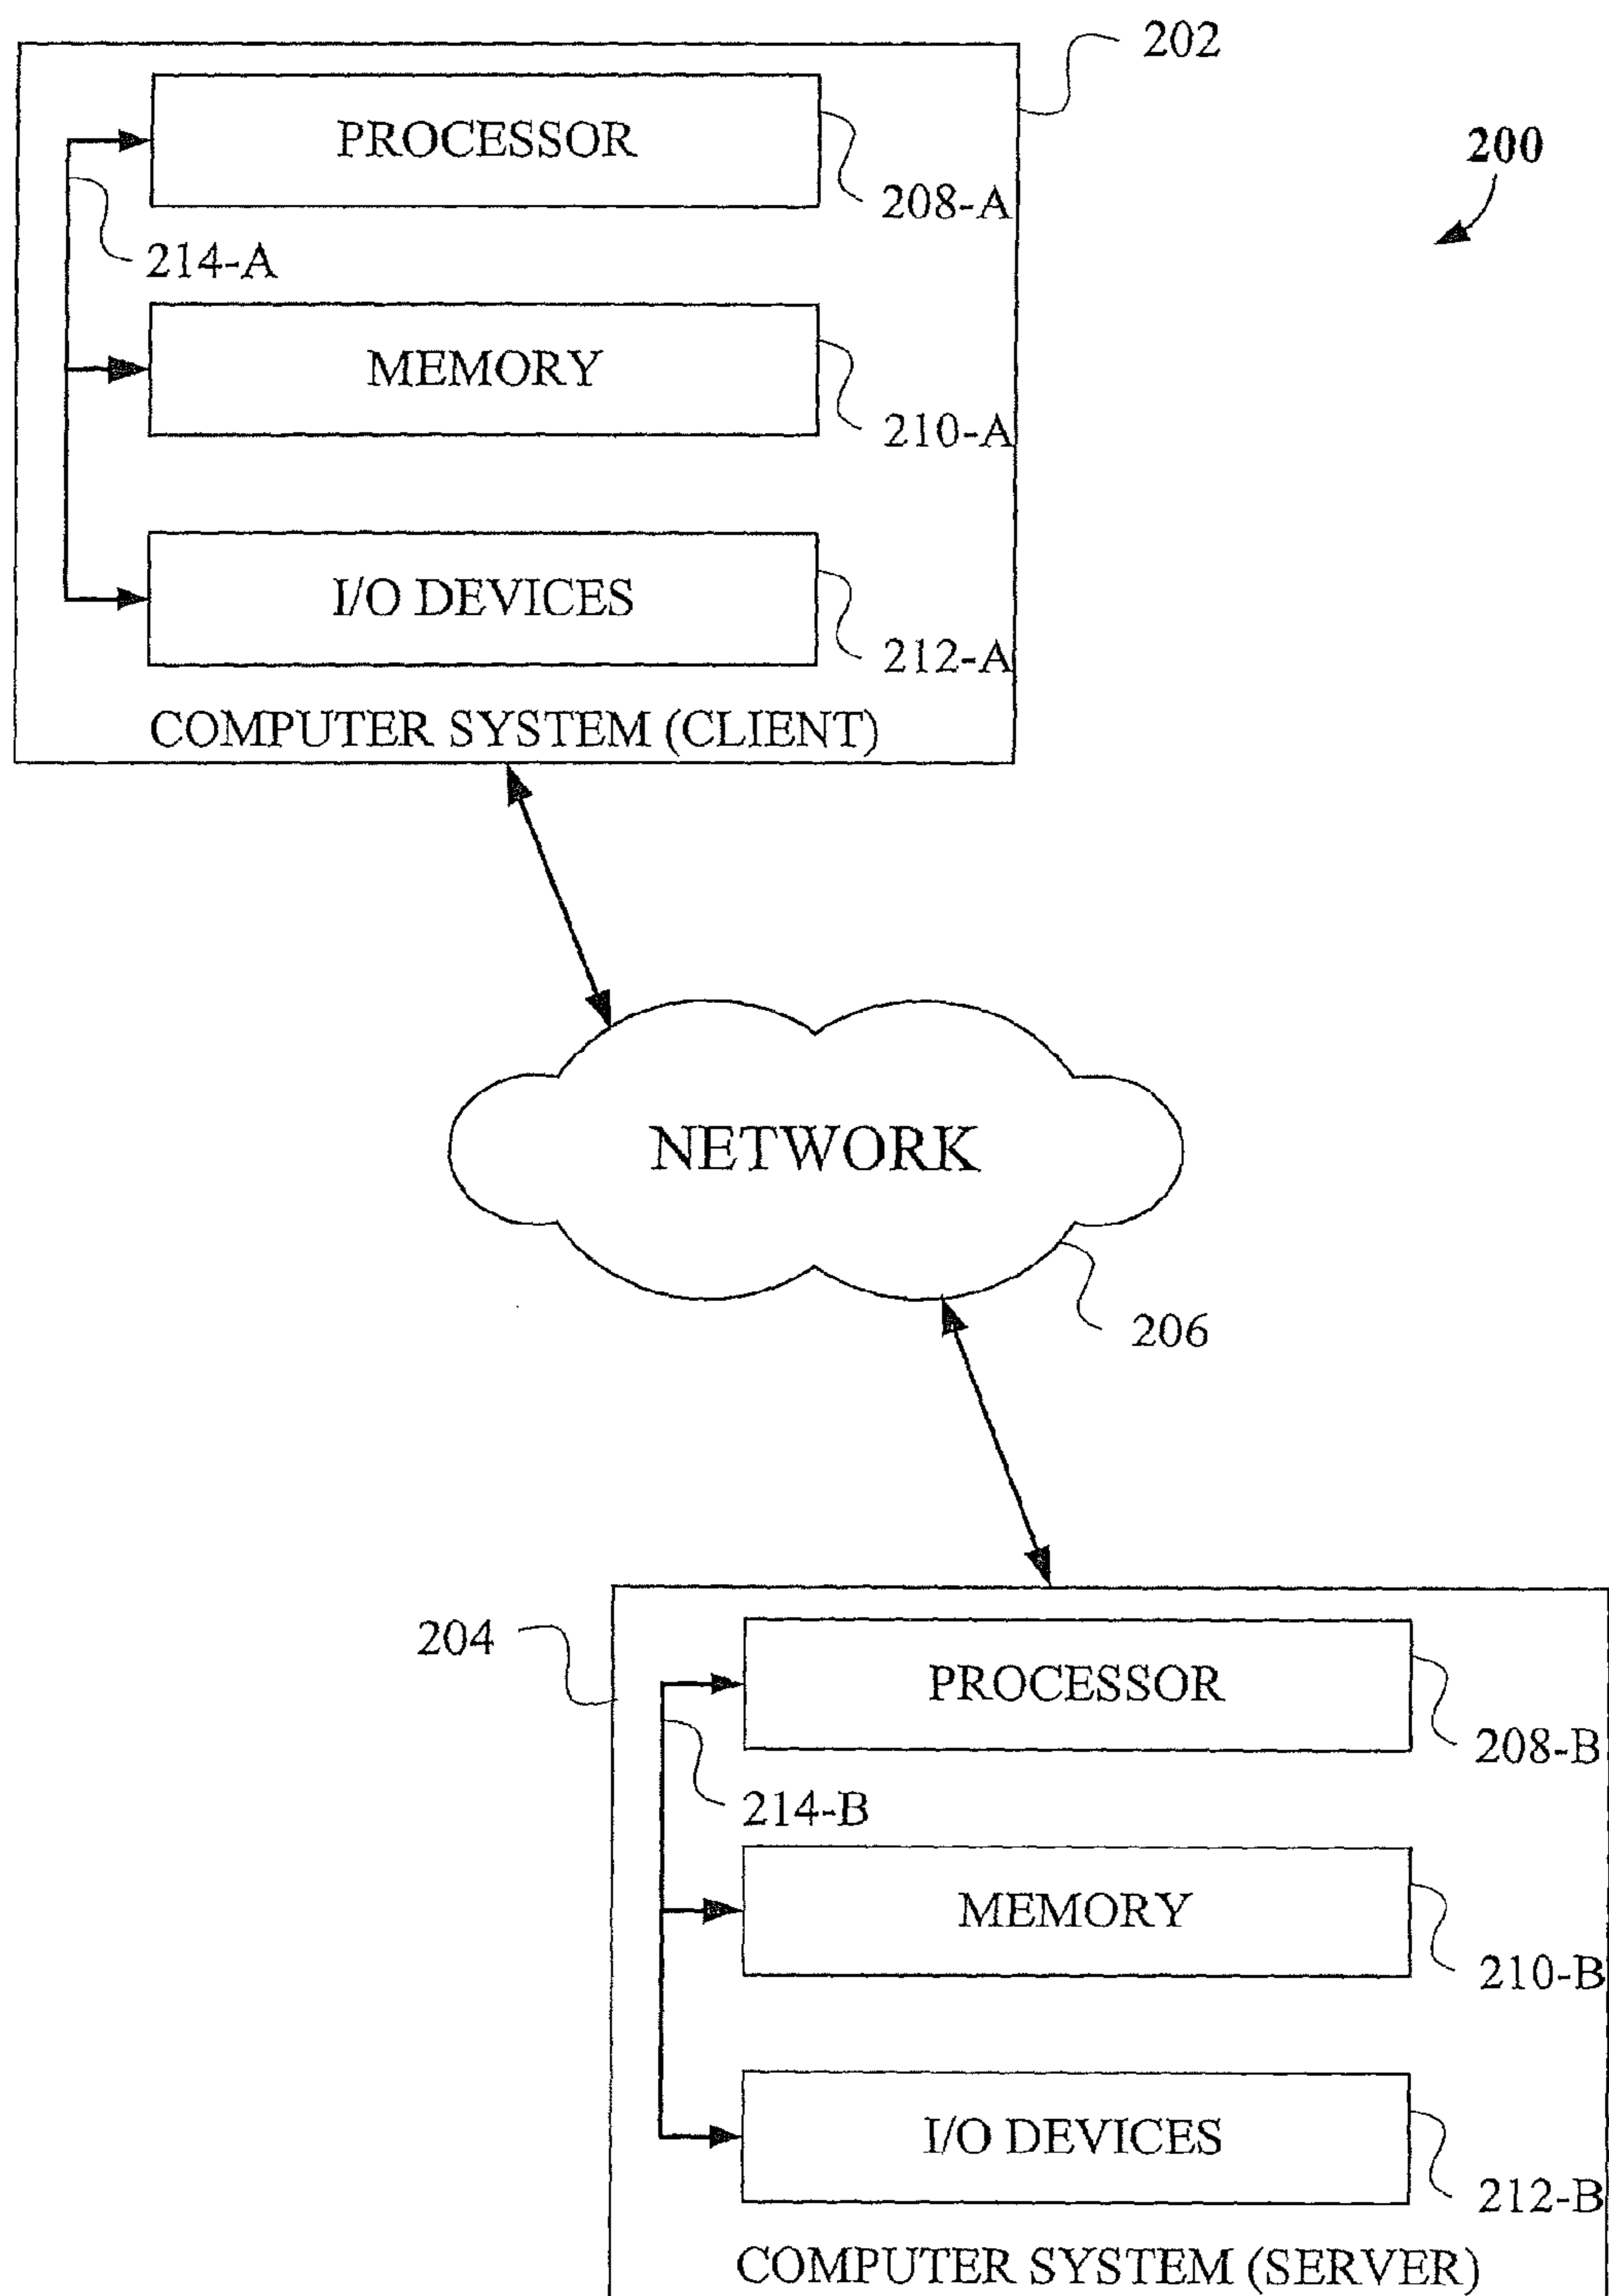 202
PROCESSOR
200
208-A
214-A
MEMORY
210-A
I/O DEVICES
212-A
COMPUTER SYSTEM (CLIENT)
NETWORK
206
204
PROCESSOR
208-B
214-B
MEMORY
210-B
I/O DEVICES
212-B
COMPUTER SYSTEM (SERVER)